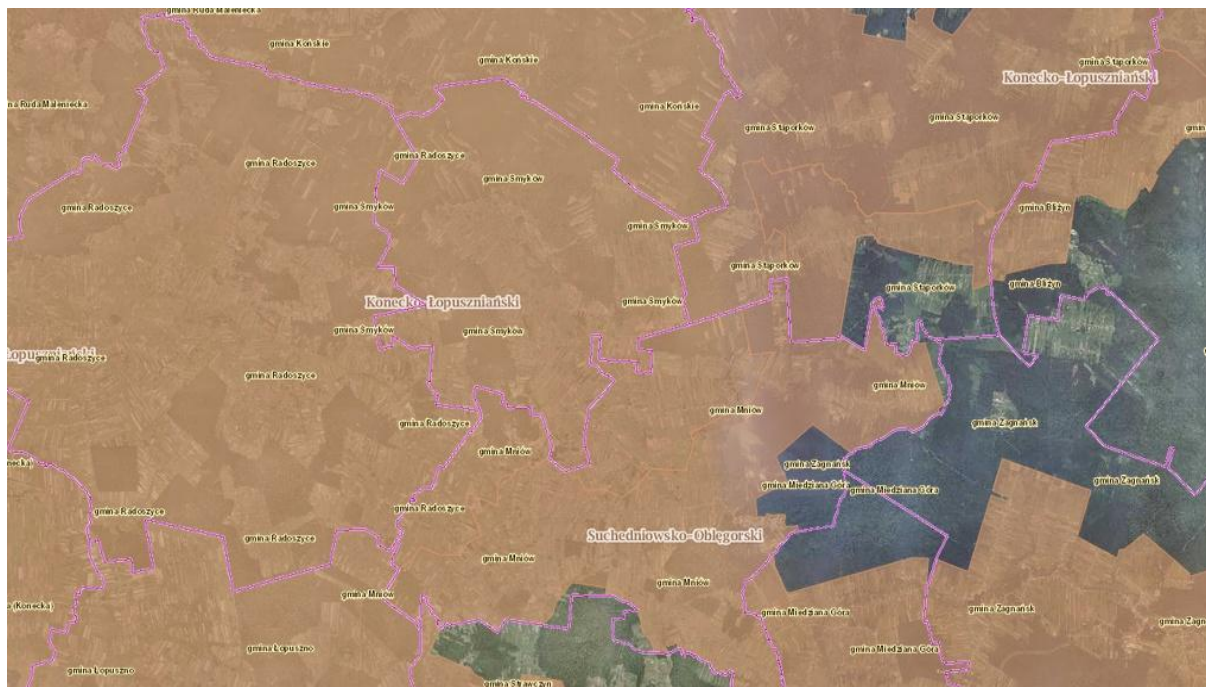 gmina Ruda Maleniecka
gmina Końskie
gmina Końskie
gmina Stąporków
Konecko-Łopuszniański
na Ruda Maleniecka
gmina Końskie
gmina Stąporków
gmina Stąporków
gmina Radoszyce
gmina Radoszyce
gmina Smyków
gmina Radoszyce
gmina Smyków
gmina Bliżyn
gmina Smyków
gmina Stąporków
gmina Bliżyn
gmina Stąporków
Konecko-Łopuszniański
gmina Smyków
gmina Smyków
gmina Smyków
Łopuszniański
gmina Radoszyce
gmina Radoszyce
gmina Mniów
gmina Mniów
gmina Radoszyce
gmina Zagnańsk
gmina Mniów
onecka)
gmina Zagnańsk
gmina Zagnańsk
gmina Miedziana Góra
gmina Miedziana Góra
gmina Radoszyce
gmina Radoszyce
gmina Radoszyce
Suchedniowsko-Oblęgorski
gmina Mniów
gmina Mniów
gmina Mniów
a (Konecka)
gmina Miedziana Góra
gmina Zagnańsk
gmina Zagn
gmina Łopuszno
gmina Miedziana Góra
gmina Łopuszno
gmina Strawczyn